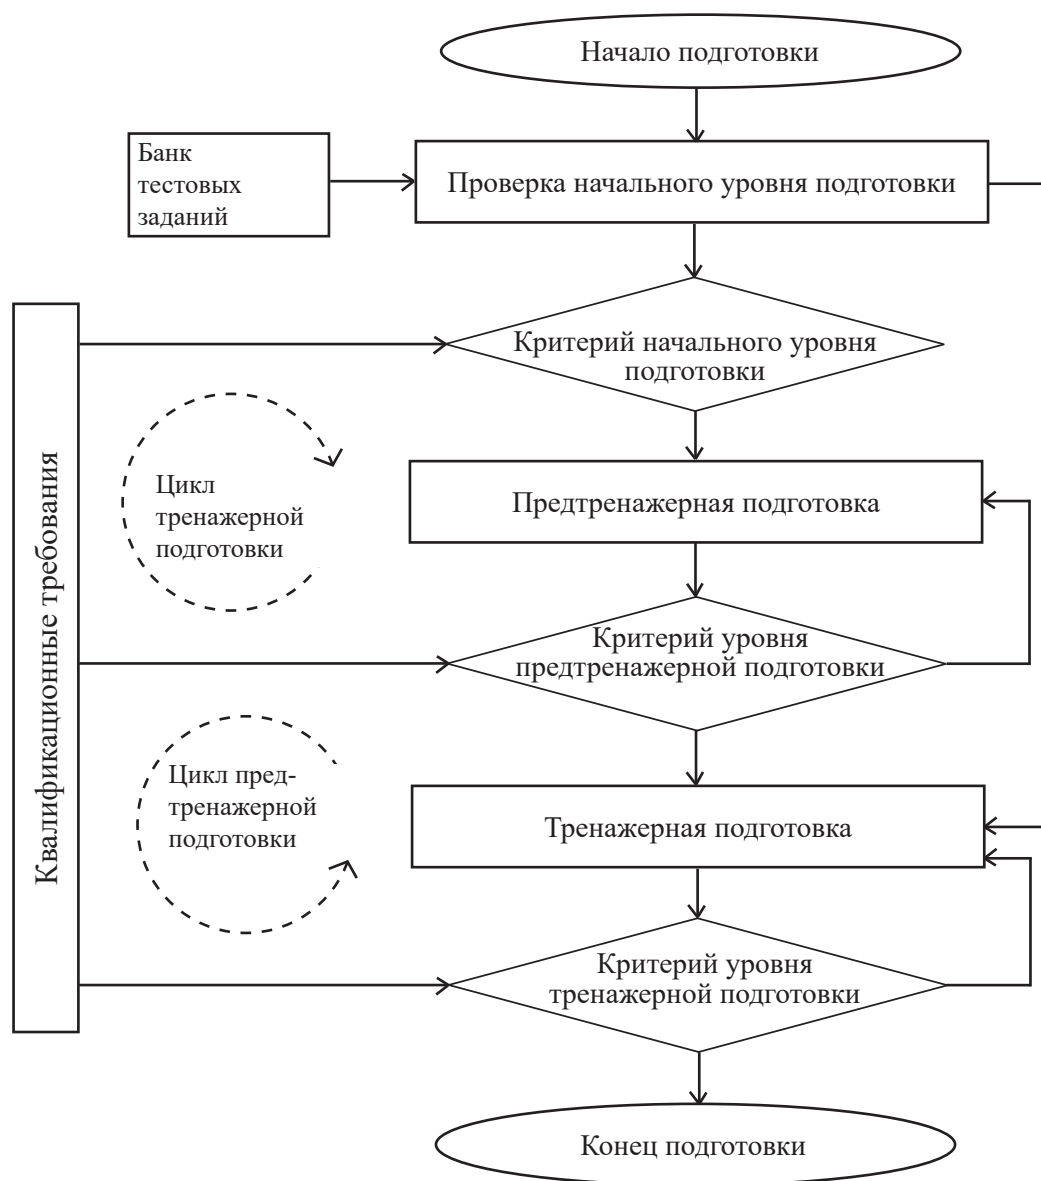 Начало подготовки
Банк
тестовых
заданий
Проверка начального уровня подготовки
Критерий начального уровня
подготовки
Квалификационные требования
Цикл
тренажерной
подготовки
Предтренажерная подготовка
Критерий уровня
предтренажерной подготовки
Цикл пред-
тренажерной
подготовки
Тренажерная подготовка
Критерий уровня
тренажерной подготовки
Конец подготовки